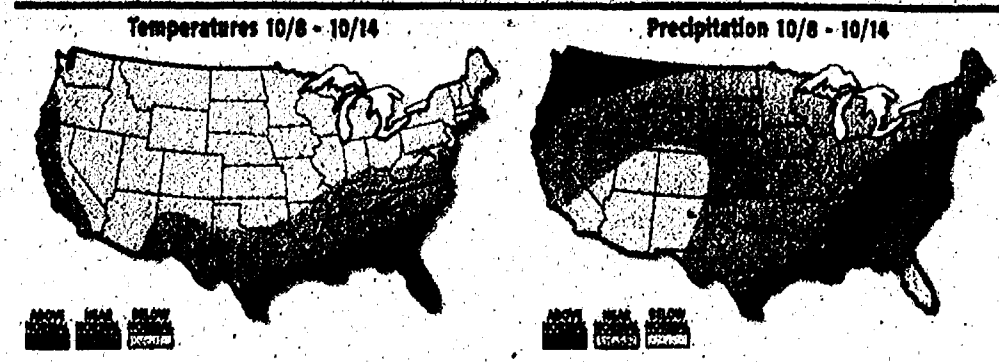 Temperatures 10/8 - 10/14
Precipitation 10/8 - 10/14
ABOVE NEAR BELOW
NORMAL NORMAL NORMAL
ABOVE NEAR BELOW
NORMAL NORMAL NORMAL